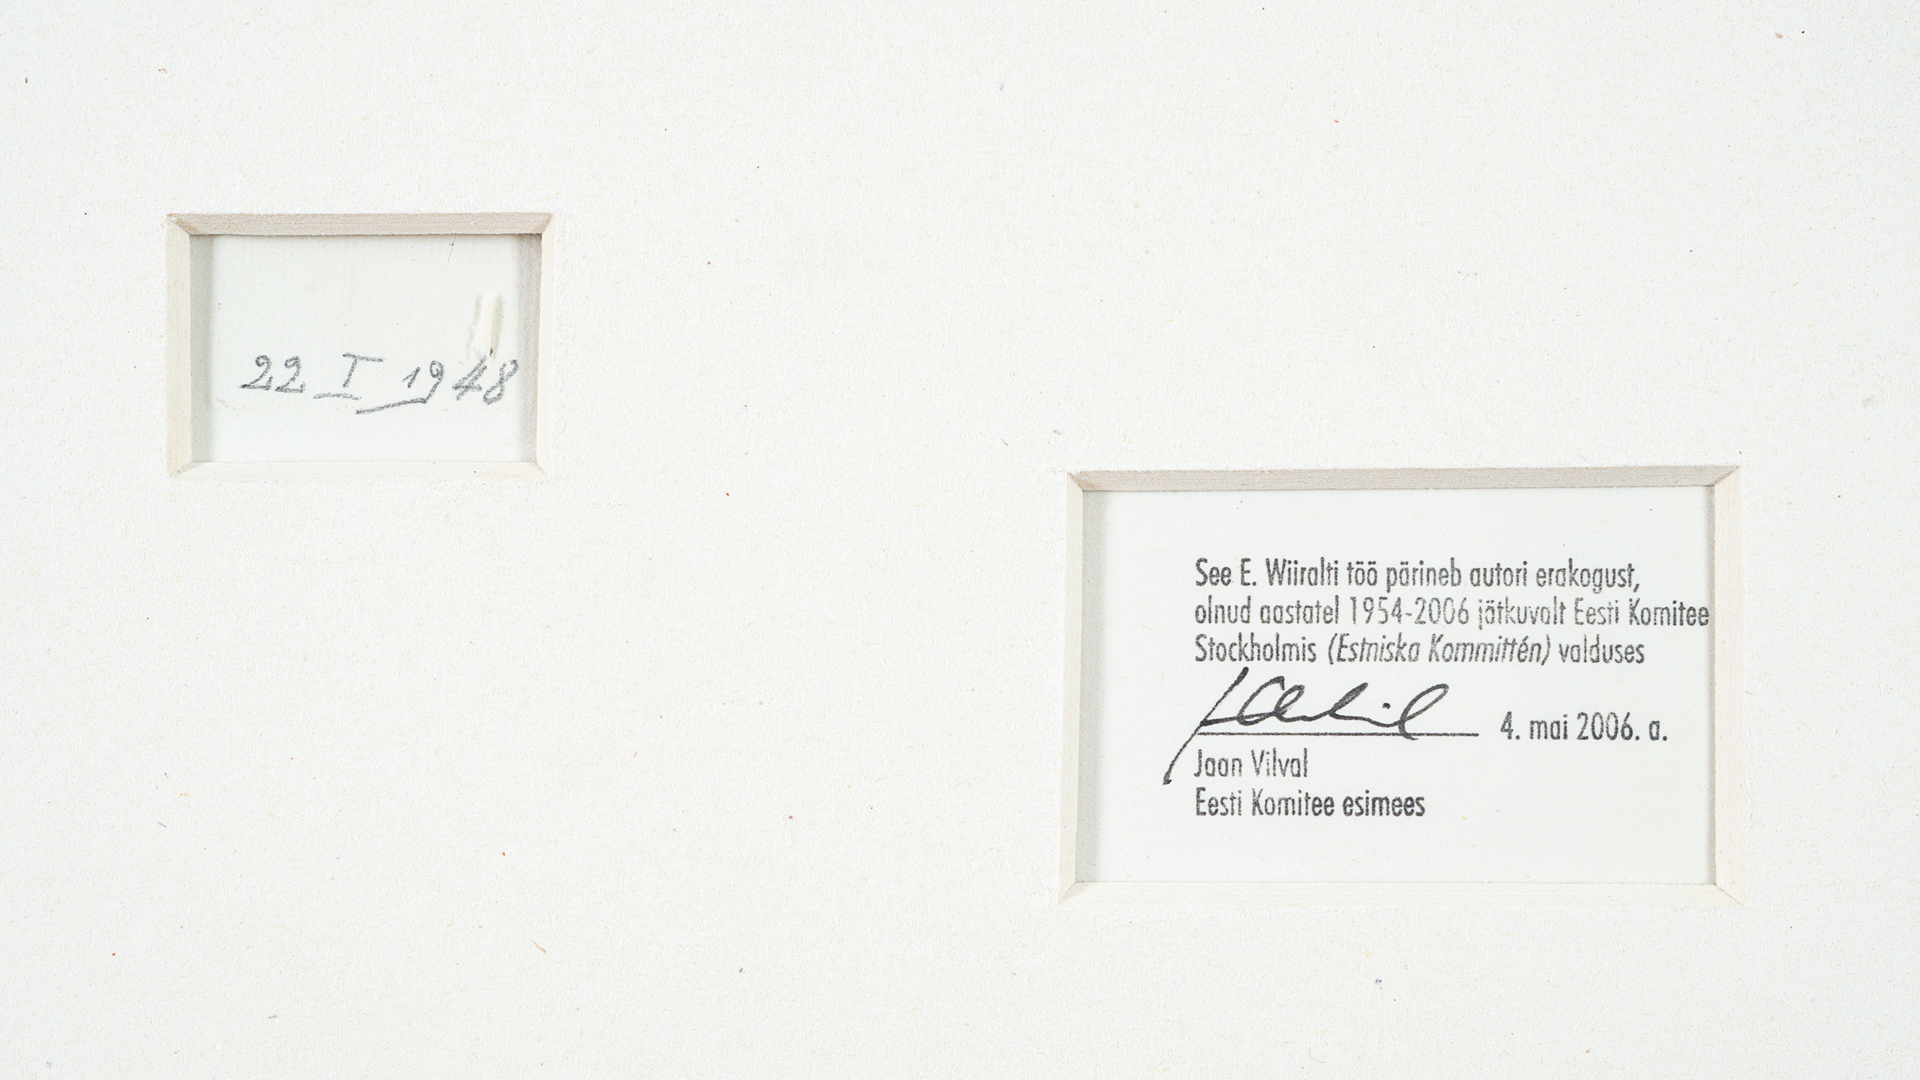 22 I 1948
See E. Wiiralti töö pärineb autori erakogust,
olnud aastatel 1954-2006 jätkuvalt Eesti Komitee
Stockholmis (Estniska Kommittén) valduses
4. mai 2006. a.
Jaan Vilval
Eesti Komitee esimees